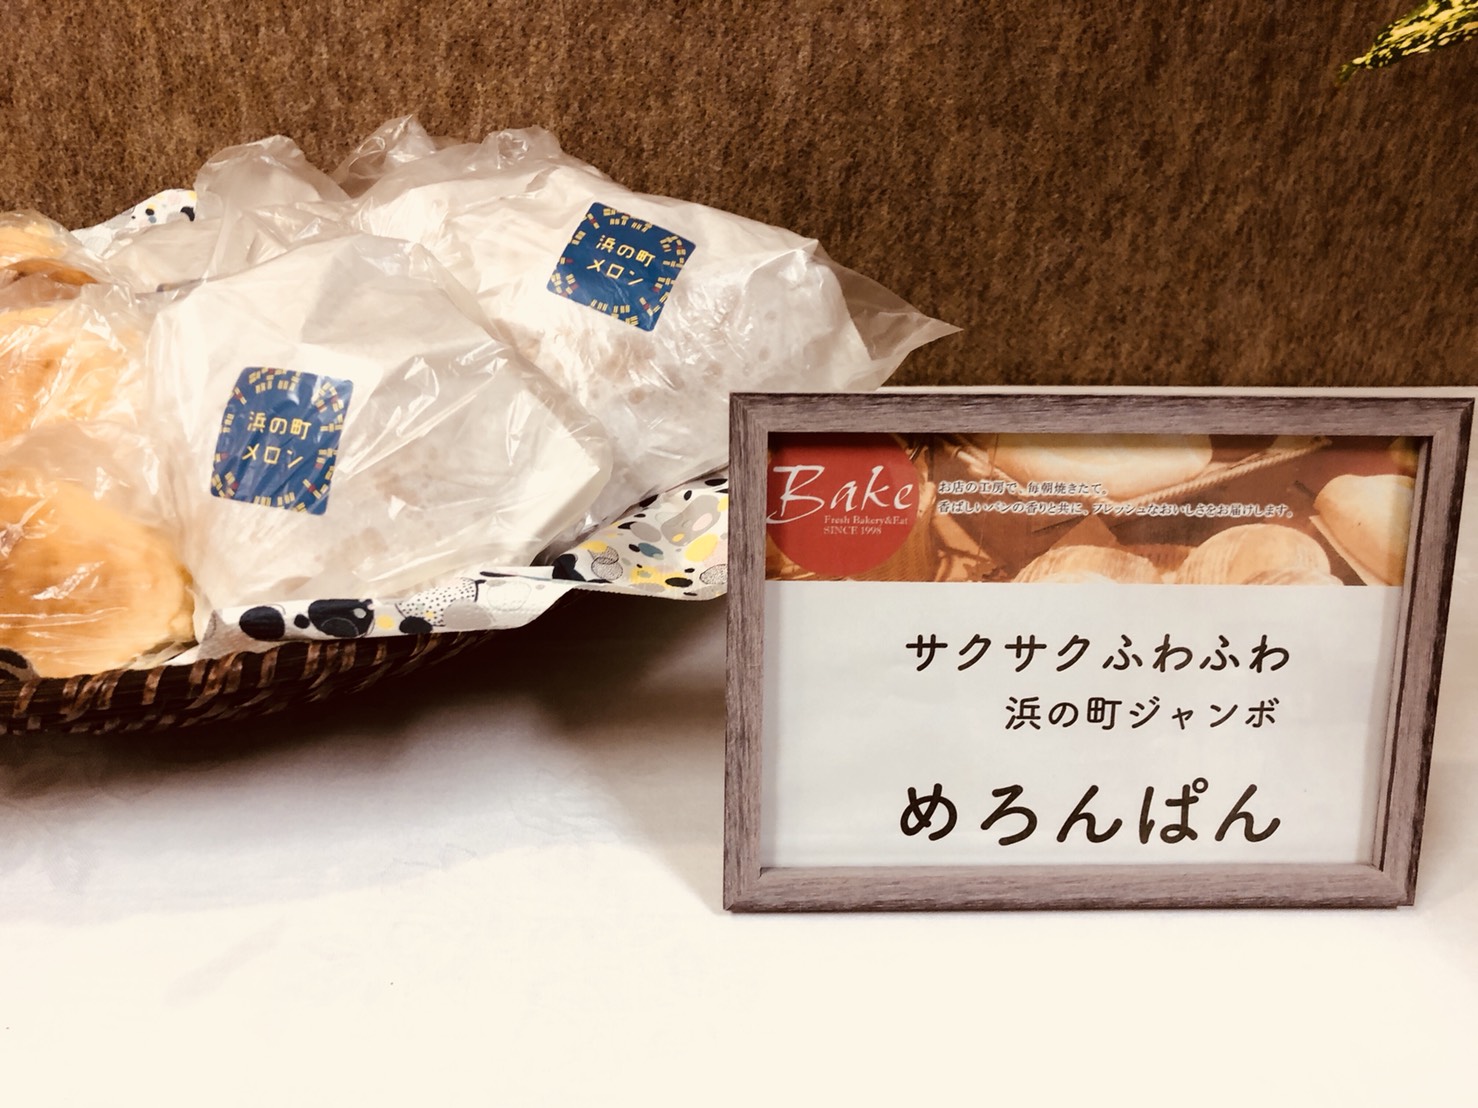 浜の町
メロン
浜の町
メロン
Bake
Fresh Bakery&Eat
SINCE 1998
お店の工房で、毎朝焼きたて。
香ばしいパンの香りと共に、フレッシュなおいしさをお届けします。
サクサクふわふわ
浜の町ジャンボ
めろんぱん